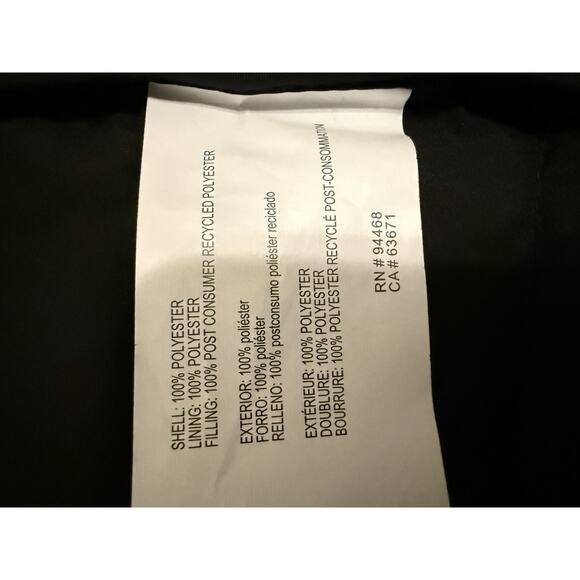 SHELL: 100% POLYESTER
LINING: 100% POLYESTER
FILLING: 100% POST CONSUMER RECYCLED POLYESTER
EXTERIOR: 100% poliéster
FORRO: 100% poliéster
RELLENO: 100% postconsumo poliéster reciclado
EXTÉRIEUR: 100% POLYESTER
DOUBLURE: 100% POLYESTER
BOURRURE: 100% POLYESTER RECYCLÉ POST-CONSOMMATION
RN # 94468
CA # 63671